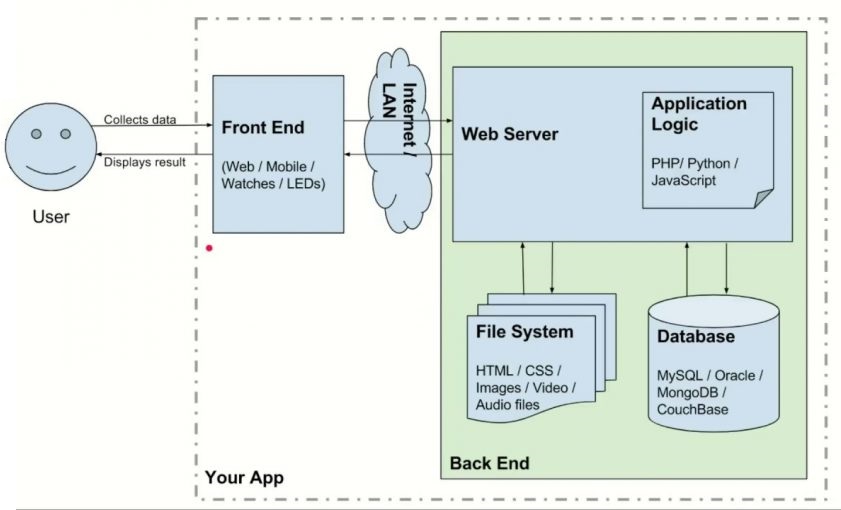 User
Collects data
Displays result
Front End
(Web / Mobile /
Watches / LEDs)
Internet /
LAN
Web Server
Application
Logic
PHP/ Python /
JavaScript
File System
HTML / CSS /
Images / Video /
Audio files
Database
MySQL / Oracle /
MongoDB /
CouchBase
Back End
Your App